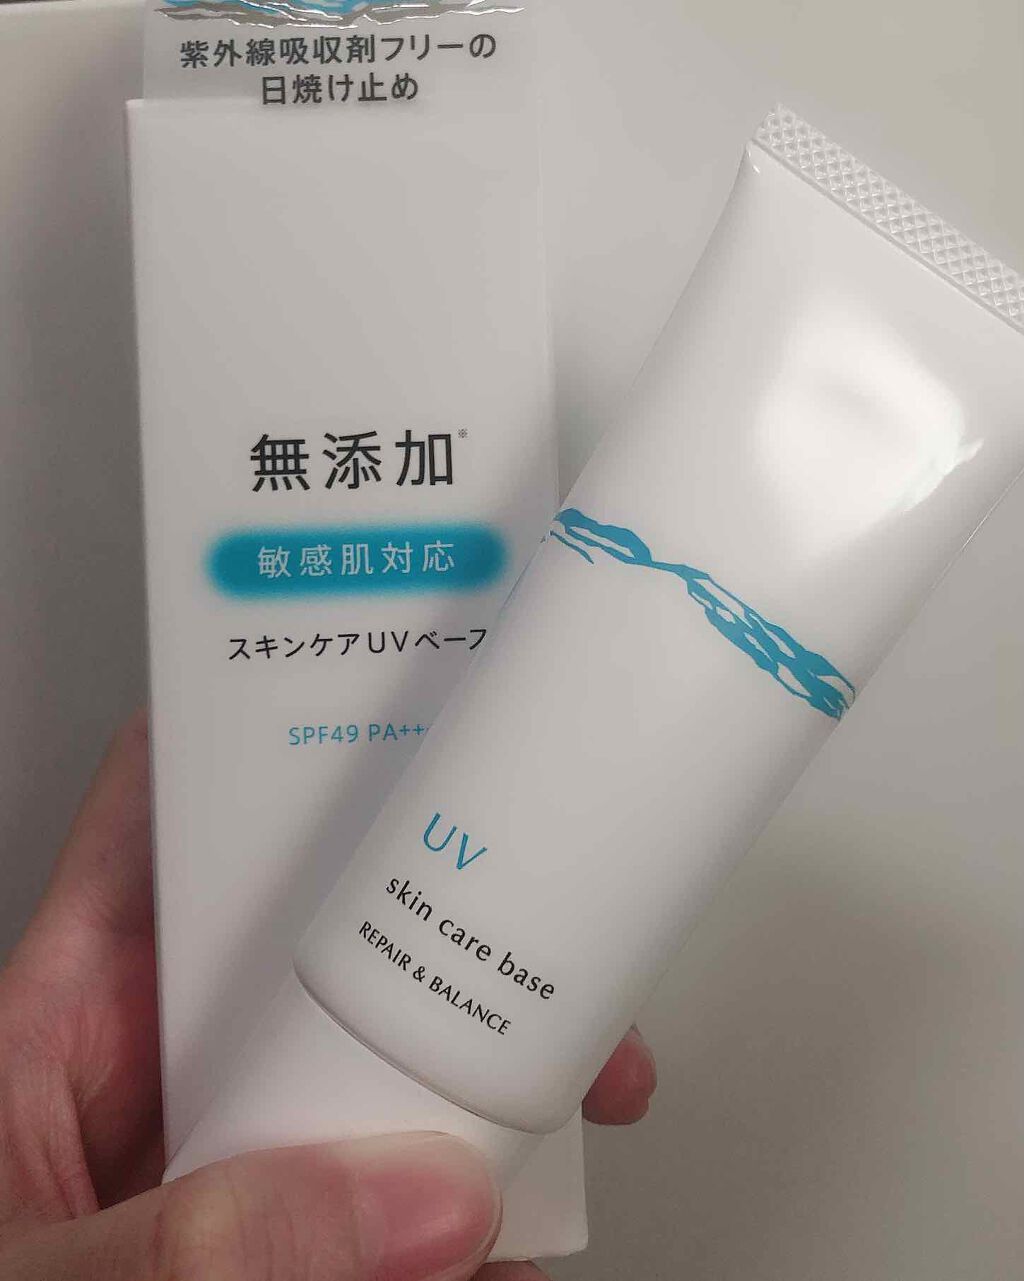 紫外線吸収剤フリーの
日焼け止め
無添加※
敏感肌対応
スキンケアUVベー
SPF49 PA++
UV
skin care base
REPAIR & BALANCE